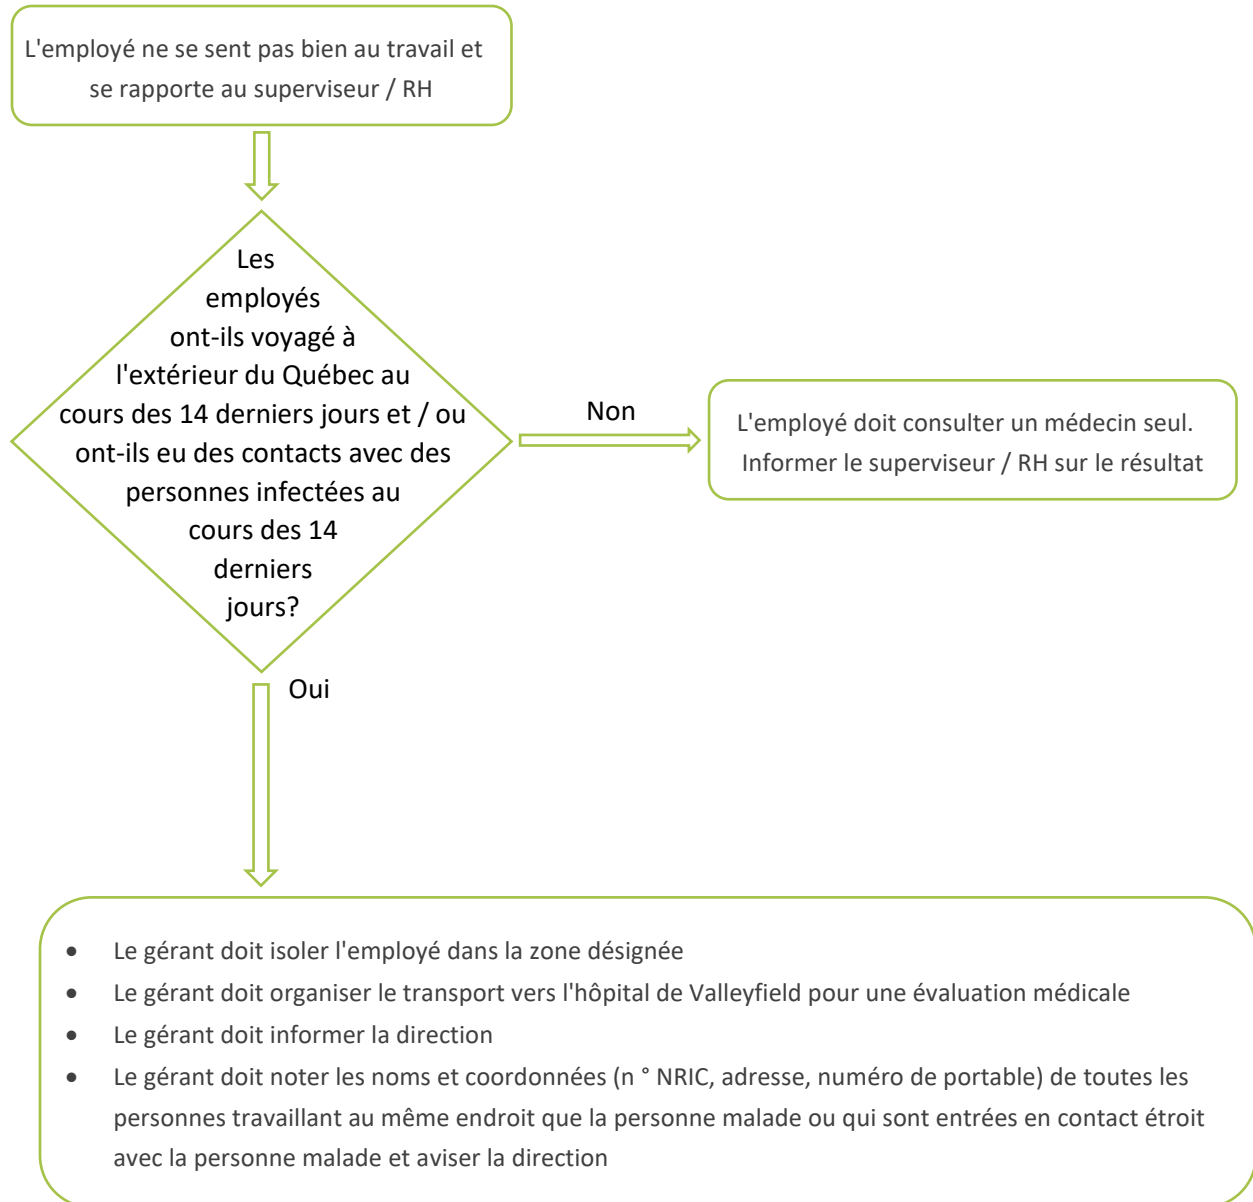 L'employé ne se sent pas bien au travail et
se rapporte au superviseur / RH
Les
employés
ont-ils voyagé à
l'extérieur du Québec au
cours des 14 derniers jours et / ou
ont-ils eu des contacts avec des
personnes infectées au
cours des 14
derniers
jours?
Non
L'employé doit consulter un médecin seul.
Informer le superviseur / RH sur le résultat
Oui
• Le gérant doit isoler l'employé dans la zone désignée
• Le gérant doit organiser le transport vers l'hôpital de Valleyfield pour une évaluation médicale
• Le gérant doit informer la direction
• Le gérant doit noter les noms et coordonnées (n ° NRIC, adresse, numéro de portable) de toutes les
personnes travaillant au même endroit que la personne malade ou qui sont entrées en contact étroit
avec la personne malade et aviser la direction